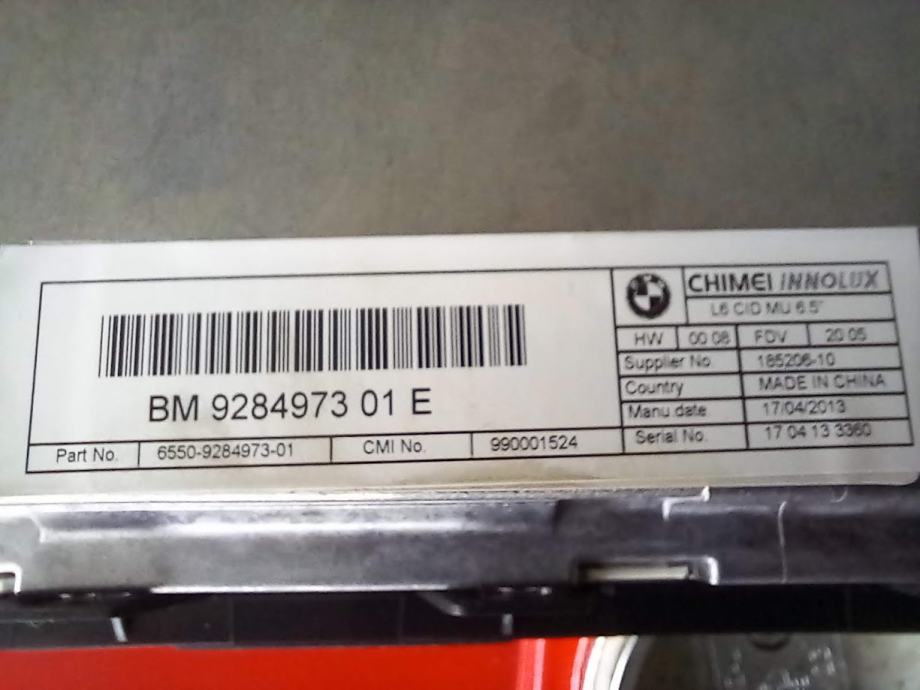 CHIMEI INNOLUX
L6 CID MU 6.5"
HW 00 08 FDV 20 05
Supplier No. 185206-10
Country MADE IN CHINA
Manu.date 17/04/2013
Serial No. 17 04 13 3360
BM 9284973 01 E
Part No. 6550-9284973-01 CMI No. 990001524